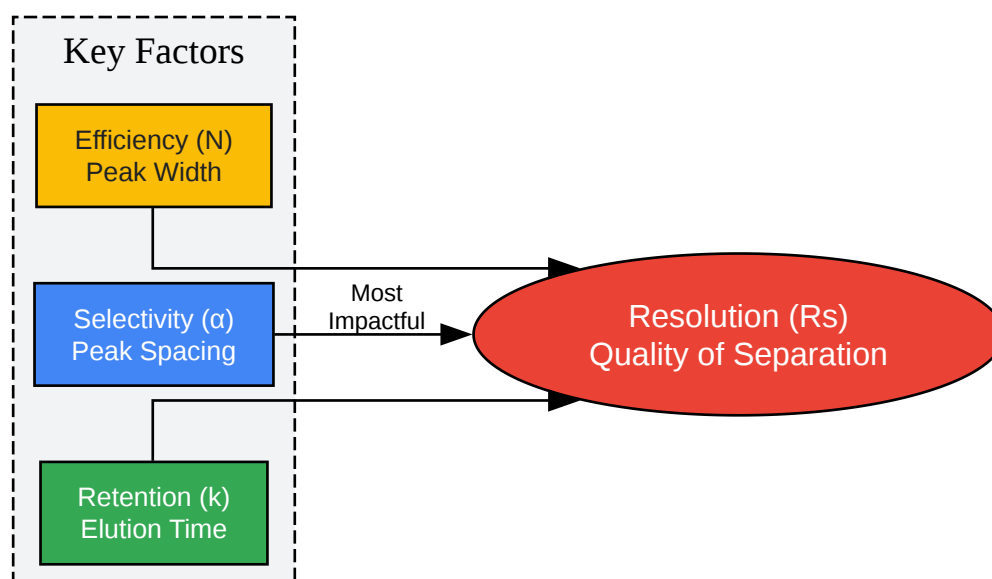 Key Factors
Efficiency (N)
Peak Width
Selectivity (α)
Peak Spacing
Most
Impactful
Resolution (Rs)
Quality of Separation
Retention (k)
Elution Time